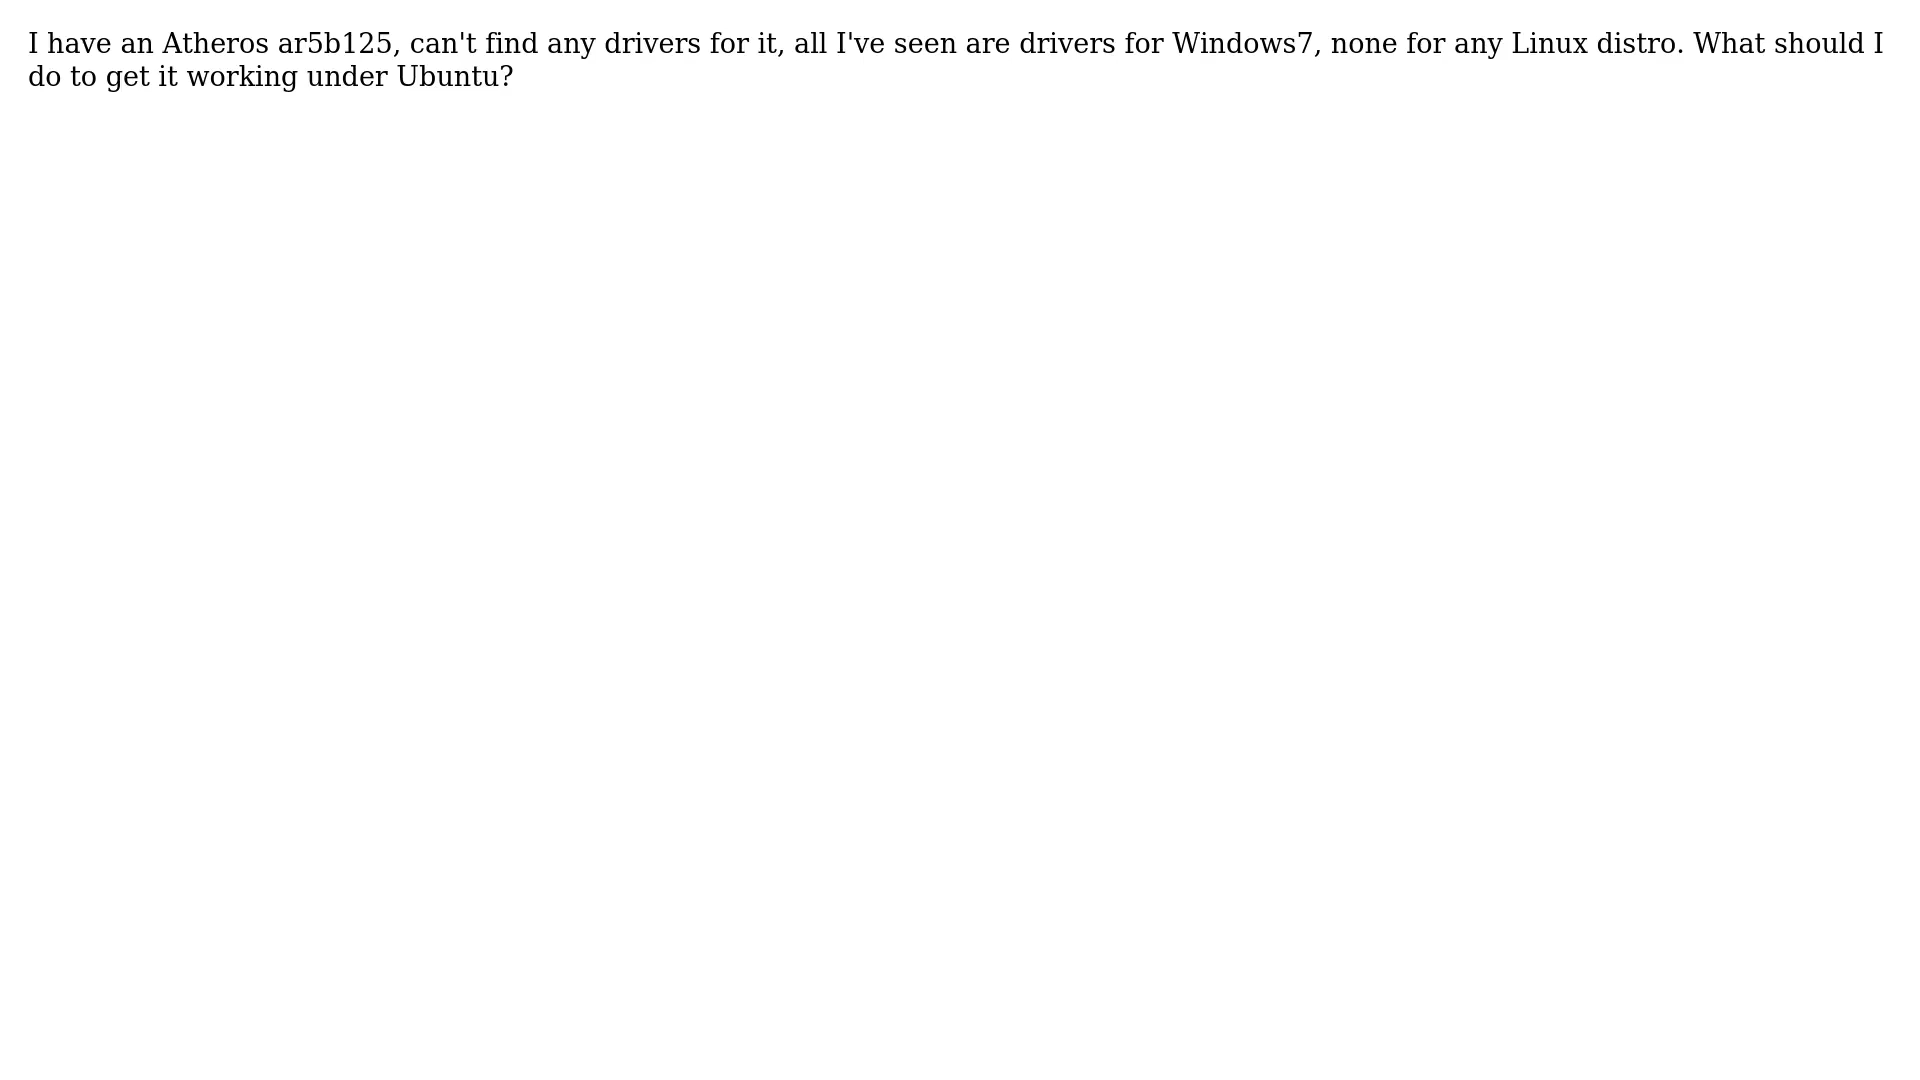 I have an Atheros ar5b125, can't find any drivers for it, all I've seen are drivers for Windows7, none for any Linux distro. What should I
do to get it working under Ubuntu?